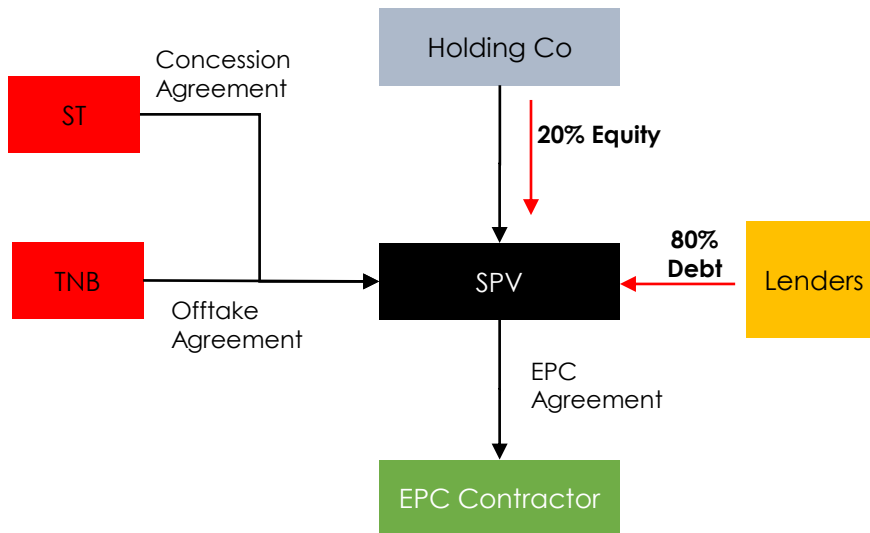 Holding Co
Concession
Agreement
ST
20% Equity
80%
Debt
TNB
SPV
Lenders
Offtake
Agreement
EPC
Agreement
EPC Contractor